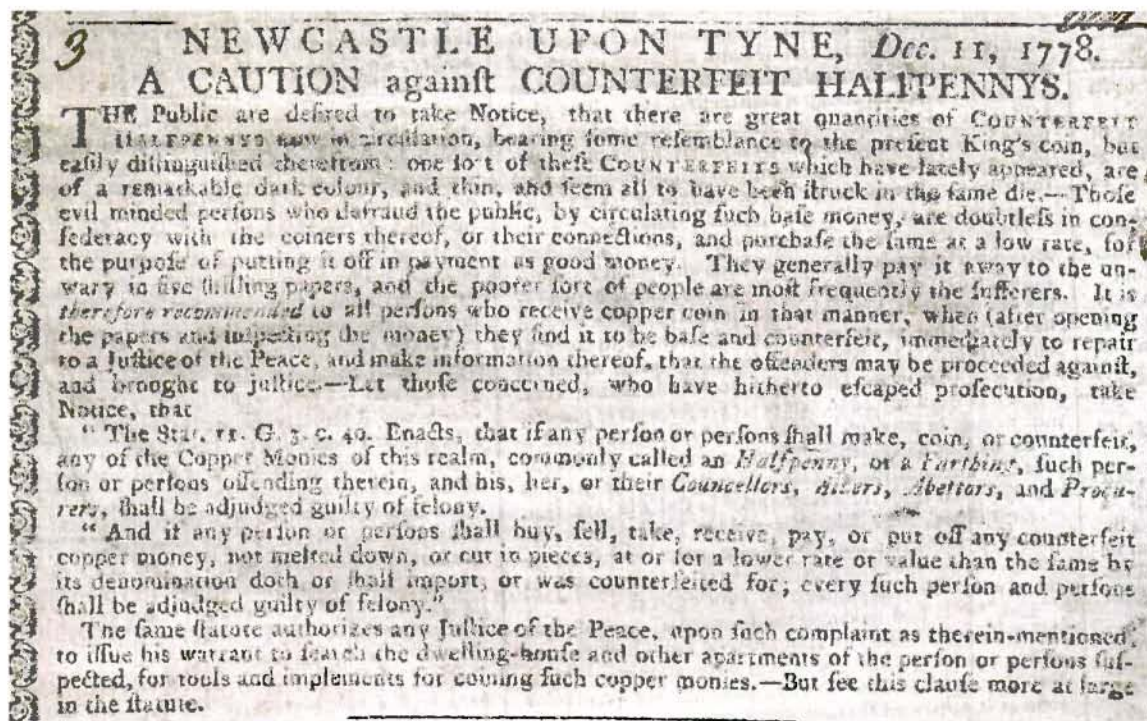 3
NEWCASTLE UPON TYNE, Dec. 11, 1778.
A CAUTION againſt COUNTERFEIT HALFPENNYS.
THE Public are deſired to take Notice, that there are great quantities of COUNTERFEIT
HALFPENNYS now in circulation, bearing ſome reſemblance to the preſent King's coin, but
eaſily diſtinguiſhed therefrom: one ſort of theſe COUNTERFEITS which have lately appeared, are
of a remarkable dark colour, and thin, and ſeem all to have been ſtruck in the ſame die.—Thoſe
evil minded perſons who defraud the public, by circulating ſuch baſe money, are doubtleſs in con-
federacy with the coiners thereof, or their connections, and purchaſe the ſame at a low rate, for
the purpoſe of putting it off in payment as good money. They generally pay it away to the un-
wary in five ſhilling papers, and the poorer ſort of people are moſt frequently the ſufferers. It is
therefore recommended to all perſons who receive copper coin in that manner, when (after opening
the papers and inſpecting the money) they find it to be baſe and counterfeit, immediately to repair
to a Juſtice of the Peace, and make information thereof, that the offenders may be proceeded againſt,
and brought to juſtice.—Let thoſe concerned, who have hitherto eſcaped proſecution, take
Notice, that
" The Stat. 11. G. 3. c. 40. Enacts, that if any perſon or perſons ſhall make, coin, or counterfeit,
any of the Copper Monies of this realm, commonly called an Halfpenny, or a Farthing, ſuch per-
ſon or perſons offending therein, and his, her, or their Councellors, Aiders, Abettors, and Procu-
rers, ſhall be adjudged guilty of felony.
" And if any perſon or perſons ſhall buy, ſell, take, receive, pay, or put off any counterfeit
copper money, not melted down, or cut in pieces, at or for a lower rate or value than the ſame by
its denomination doth or ſhall import, or was counterfeited for; every ſuch perſon and perſons
ſhall be adjudged guilty of felony."
The ſame ſtatute authorizes any Juſtice of the Peace, upon ſuch complaint as therein-mentioned,
to iſſue his warrant to ſearch the dwelling-houſe and other apartments of the perſon or perſons ſuſ-
pected, for tools and implements for coining ſuch copper monies.—But ſee this clauſe more at large
in the ſtatute.